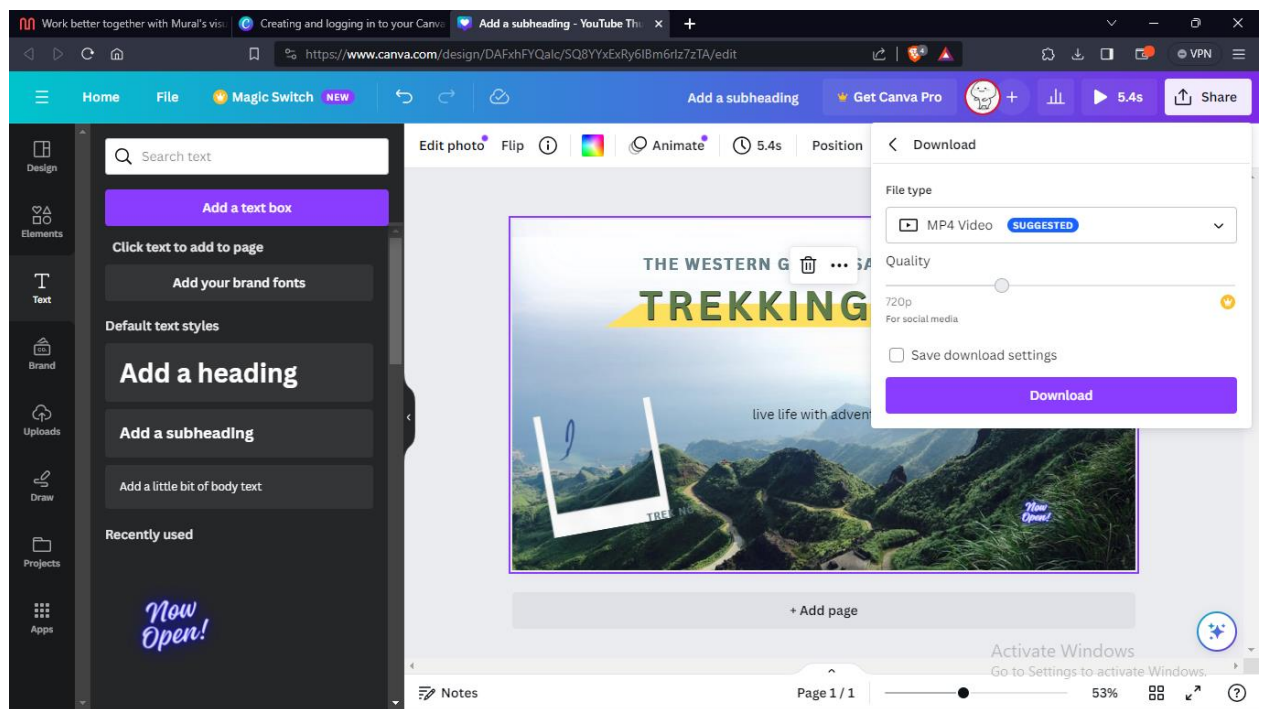 Work better together with Mural's visu
Creating and logging in to your Canva
Add a subheading - YouTube Thu
https://www.canva.com/design/DAFxhFYQalc/SQ8YYxExRy6IBm6rIz7zTA/edit
VPN
Home
File
Magic Switch
NEW
Add a subheading
Get Canva Pro
5.4s
Share
Design
Elements
Text
Brand
Uploads
Draw
Projects
Apps
Search text
Add a text box
Click text to add to page
Add your brand fonts
Default text styles
Add a heading
Add a subheading
Add a little bit of body text
Recently used
Now
Open!
Edit photo
Flip
Animate
5.4s
Position
THE WESTERN G
SA
TREKKING
live life with adven
TREK NO
Now
Open!
+ Add page
Download
File type
MP4 Video
SUGGESTED
Quality
720p
For social media
Save download settings
Download
Activate Windows
Go to Settings to activate Windows.
Notes
Page 1 / 1
53%